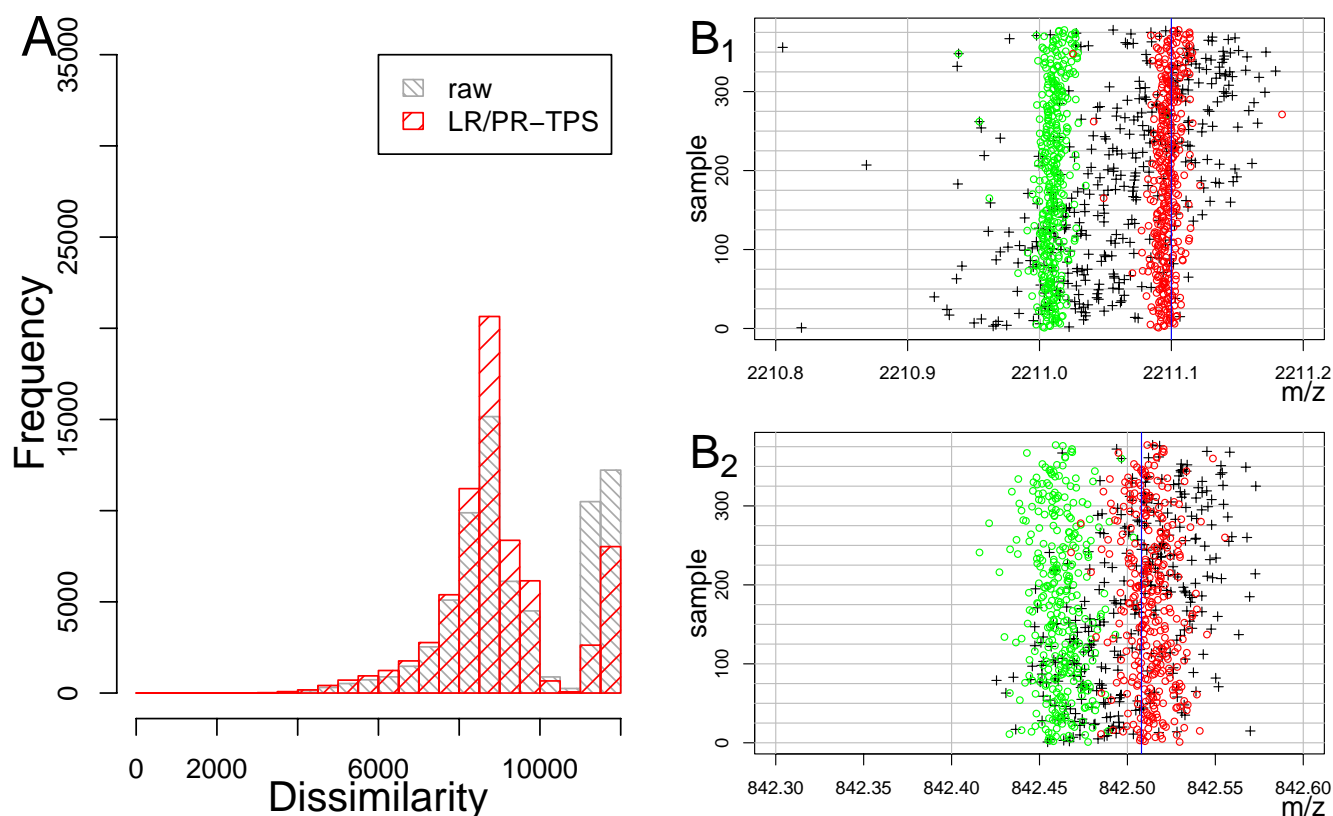 A
Frequency
35000
25000
15000
5000
0
raw
LR/PR−TPS
0 2000 6000 10000
Dissimilarity
B1
sample
300
200
100
0
2210.8 2210.9 2211.0 2211.1 2211.2
m/z
B2
sample
300
200
100
0
842.30 842.35 842.40 842.45 842.50 842.55 842.60
m/z